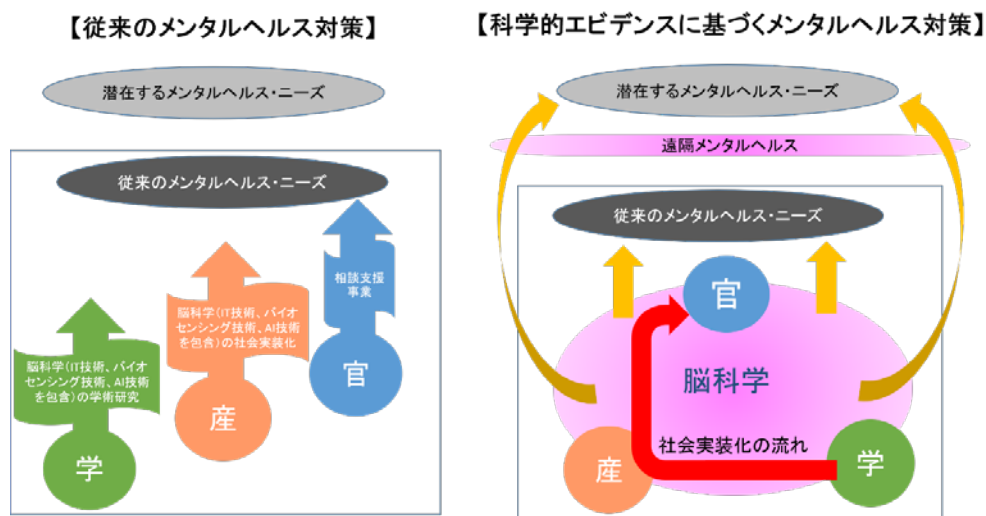 【従来のメンタルヘルス対策】
潜在するメンタルヘルス・ニーズ
従来のメンタルヘルス・ニーズ
相談支援
事業
官
脳科学(IT技術、バイオ
センシング技術、AI技術
を包含)の社会実装化
産
脳科学(IT技術、バイオ
センシング技術、AI技術
を包含)の学術研究
学
【科学的エビデンスに基づくメンタルヘルス対策】
潜在するメンタルヘルス・ニーズ
遠隔メンタルヘルス
従来のメンタルヘルス・ニーズ
官
脳科学
社会実装化の流れ
産
学